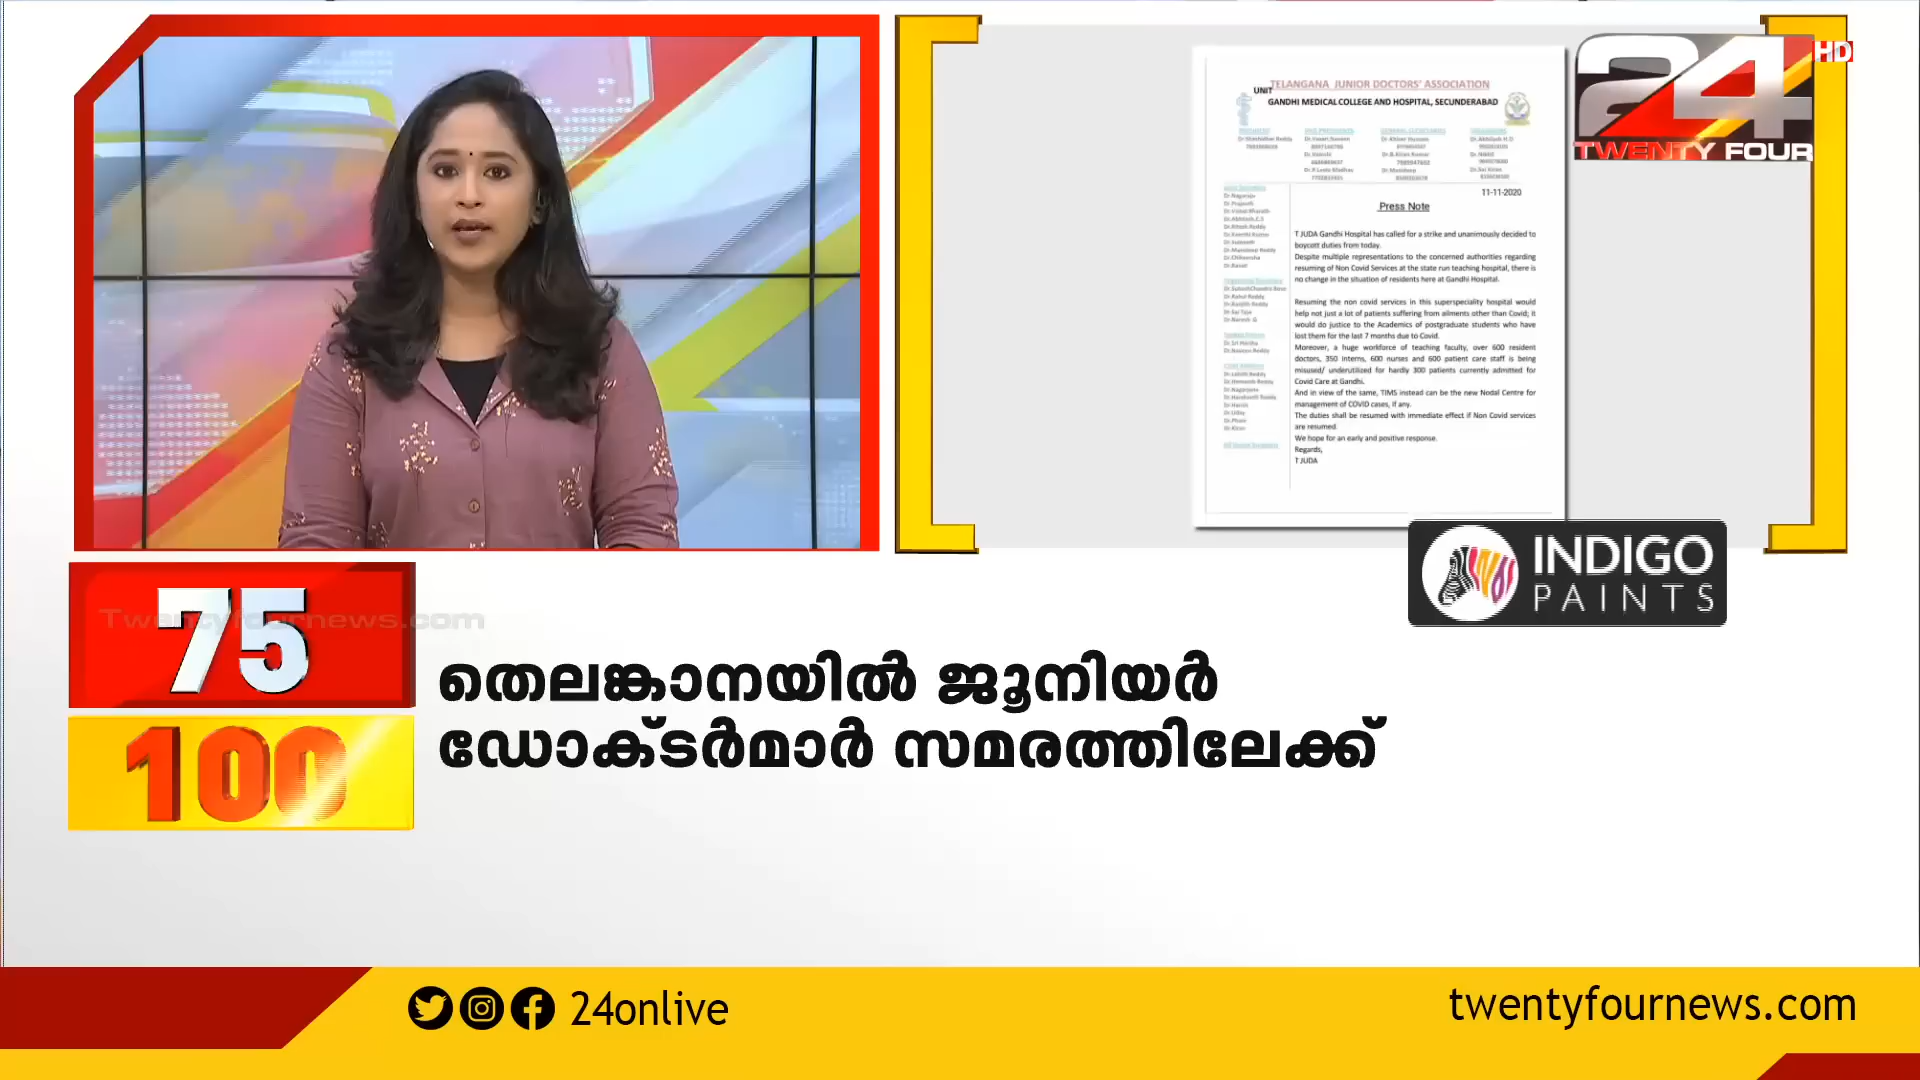 24
HD
TWENTY FOUR
TELANGANA JUNIOR DOCTORS' ASSOCIATION
UNIT
GANDHI MEDICAL COLLEGE AND HOSPITAL, SECUNDERABAD
11-11-2020
Press Note
T JUDA Gandhi Hospital has called for a strike and unanimously decided to
boycott duties from today.
Despite multiple representations to the concerned authorities regarding
resuming of Non Covid Services at the state run teaching hospital, there is
no change in the situation of residents here at Gandhi Hospital.
Resuming the non covid services in this superspeciality hospital would
help not just a lot of patients suffering from ailments other than Covid; it
would do justice to the Academics of postgraduate students who have
lost them for the last 7 months due to Covid.
Moreover, a huge workforce of teaching faculty, over 600 resident
doctors, 350 interns, 600 nurses and 600 patient care staff is being
misused/ underutilized for hardly 300 patients currently admitted for
Covid Care at Gandhi.
And in view of the same, TIMS instead can be the new Nodal Centre for
management of COVID cases, if any.
The duties shall be resumed with immediate effect if Non Covid services
are resumed.
We hope for an early and positive response.
Regards,
T JUDA
INDIGO
PAINTS
75
Twentyfournews.com
100
തെലങ്കാനയിൽ ജൂനിയർ
ഡോക്ടർമാർ സമരത്തിലേക്ക്
24onlive
twentyfournews.com